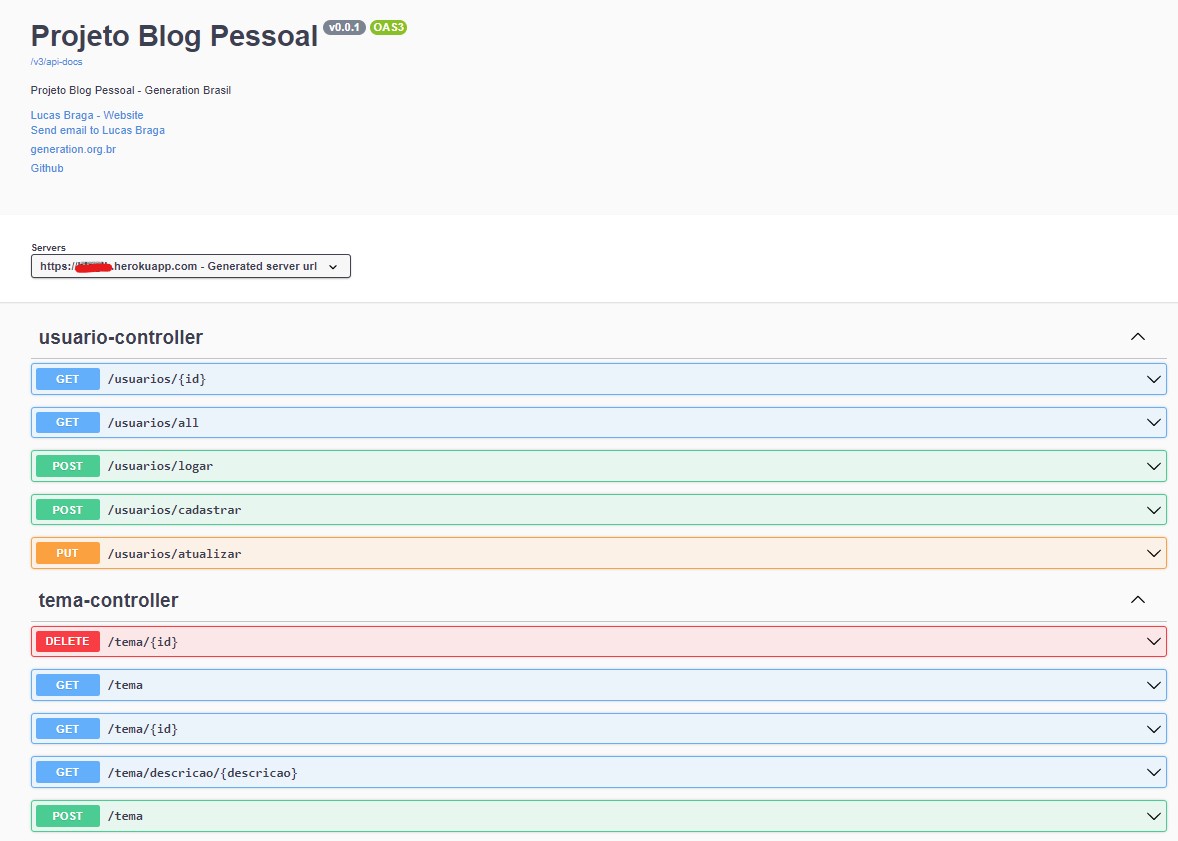 Projeto Blog Pessoal v0.0.1 OAS3
/v3/api-docs
Projeto Blog Pessoal - Generation Brasil
Lucas Braga - Website
Send email to Lucas Braga
generation.org.br
Github
Servers
https://.herokuapp.com - Generated server url
usuario-controller
GET /usuarios/{id}
GET /usuarios/all
POST /usuarios/logar
POST /usuarios/cadastrar
PUT /usuarios/atualizar
tema-controller
DELETE /tema/{id}
GET /tema
GET /tema/{id}
GET /tema/descricao/{descricao}
POST /tema